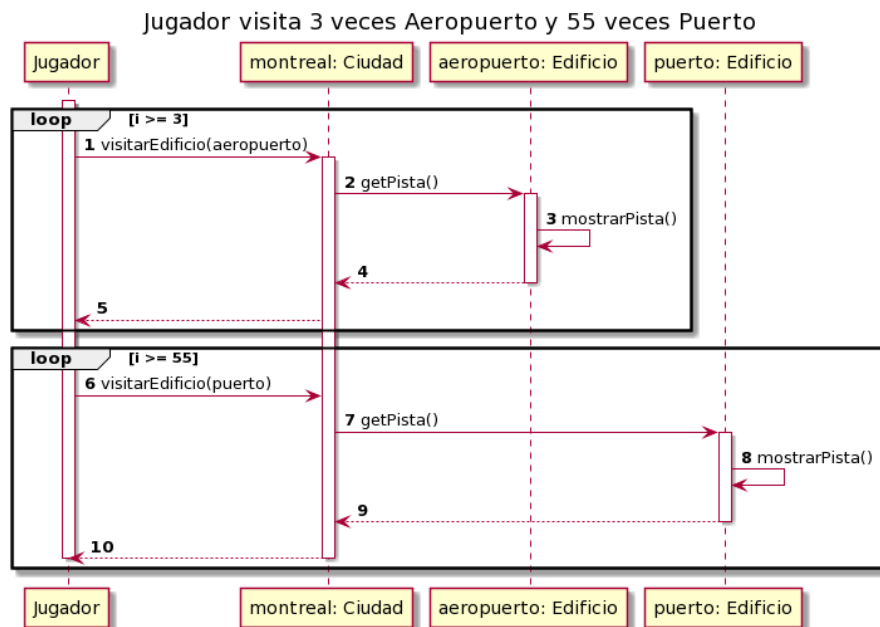 Jugador visita 3 veces Aeropuerto y 55 veces Puerto
Jugador
montreal: Ciudad
aeropuerto: Edificio
puerto: Edificio
loop [i >= 3]
1 visitarEdificio(aeropuerto)
2 getPista()
3 mostrarPista()
4
5
loop [i >= 55]
6 visitarEdificio(puerto)
7 getPista()
8 mostrarPista()
9
10
Jugador
montreal: Ciudad
aeropuerto: Edificio
puerto: Edificio